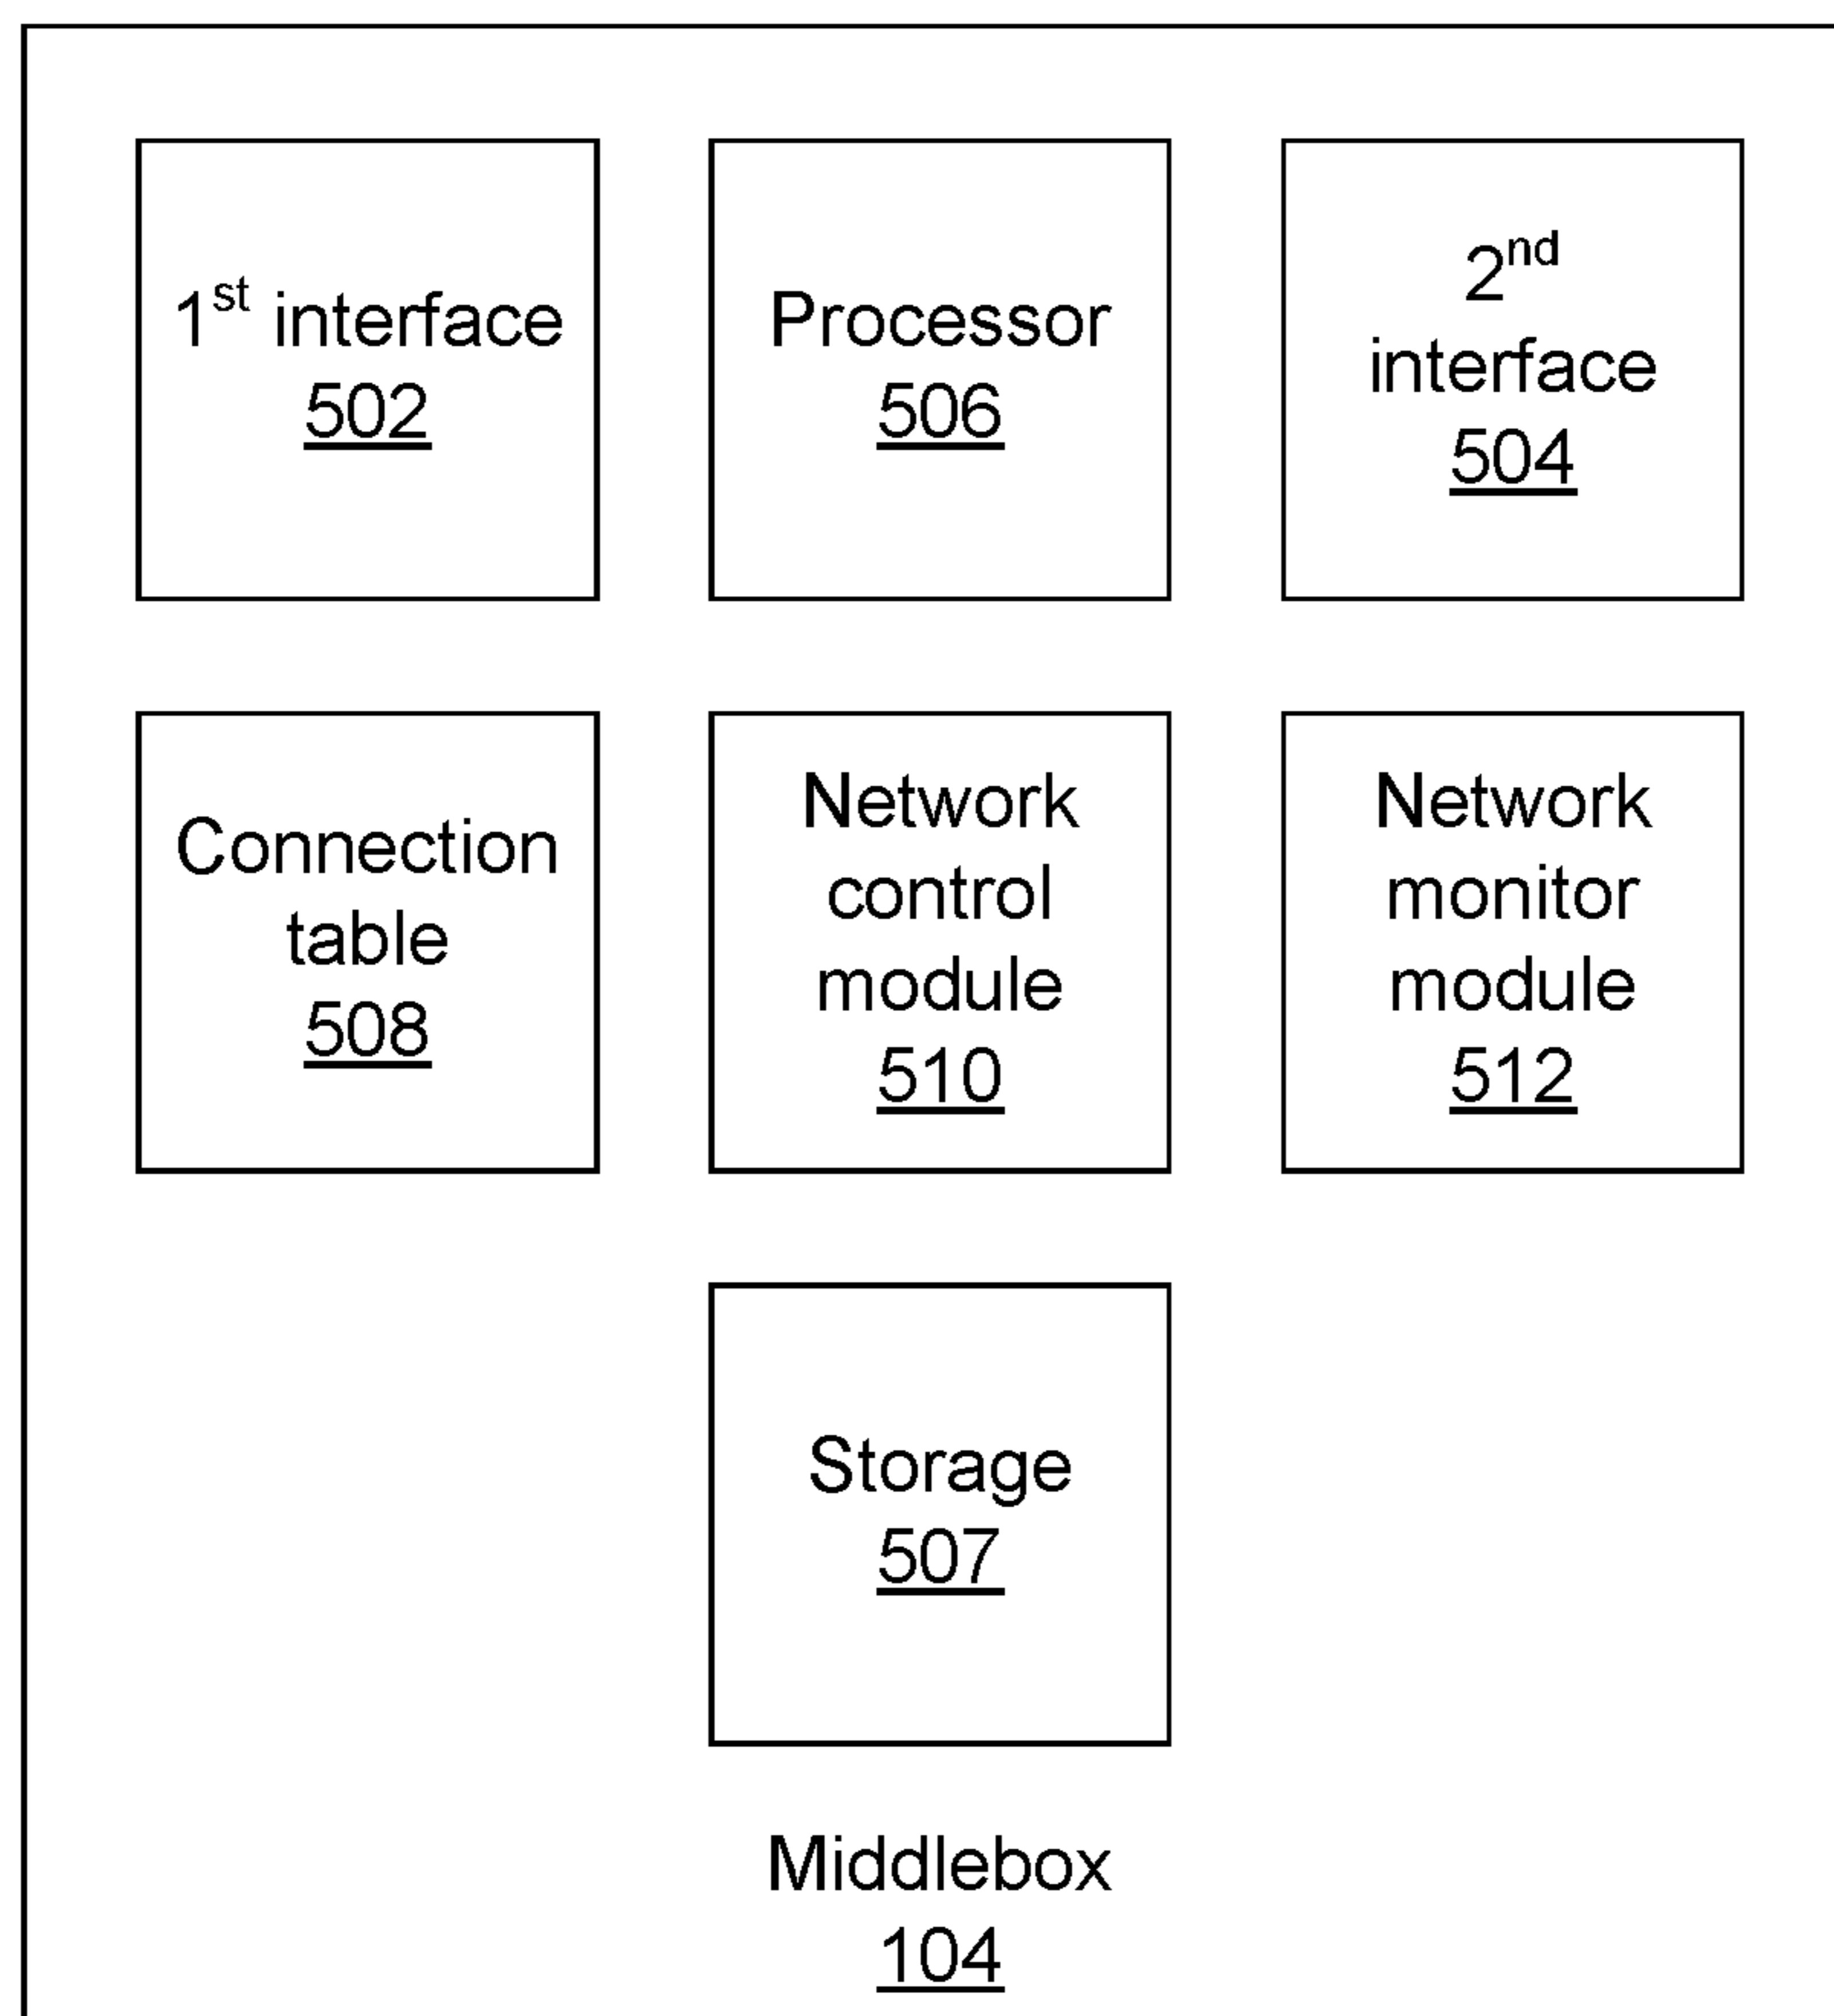 1st interface
502
Processor
506
2nd
interface
504
Connection
table
508
Network
control
module
510
Network
monitor
module
512
Storage
507
Middlebox
104